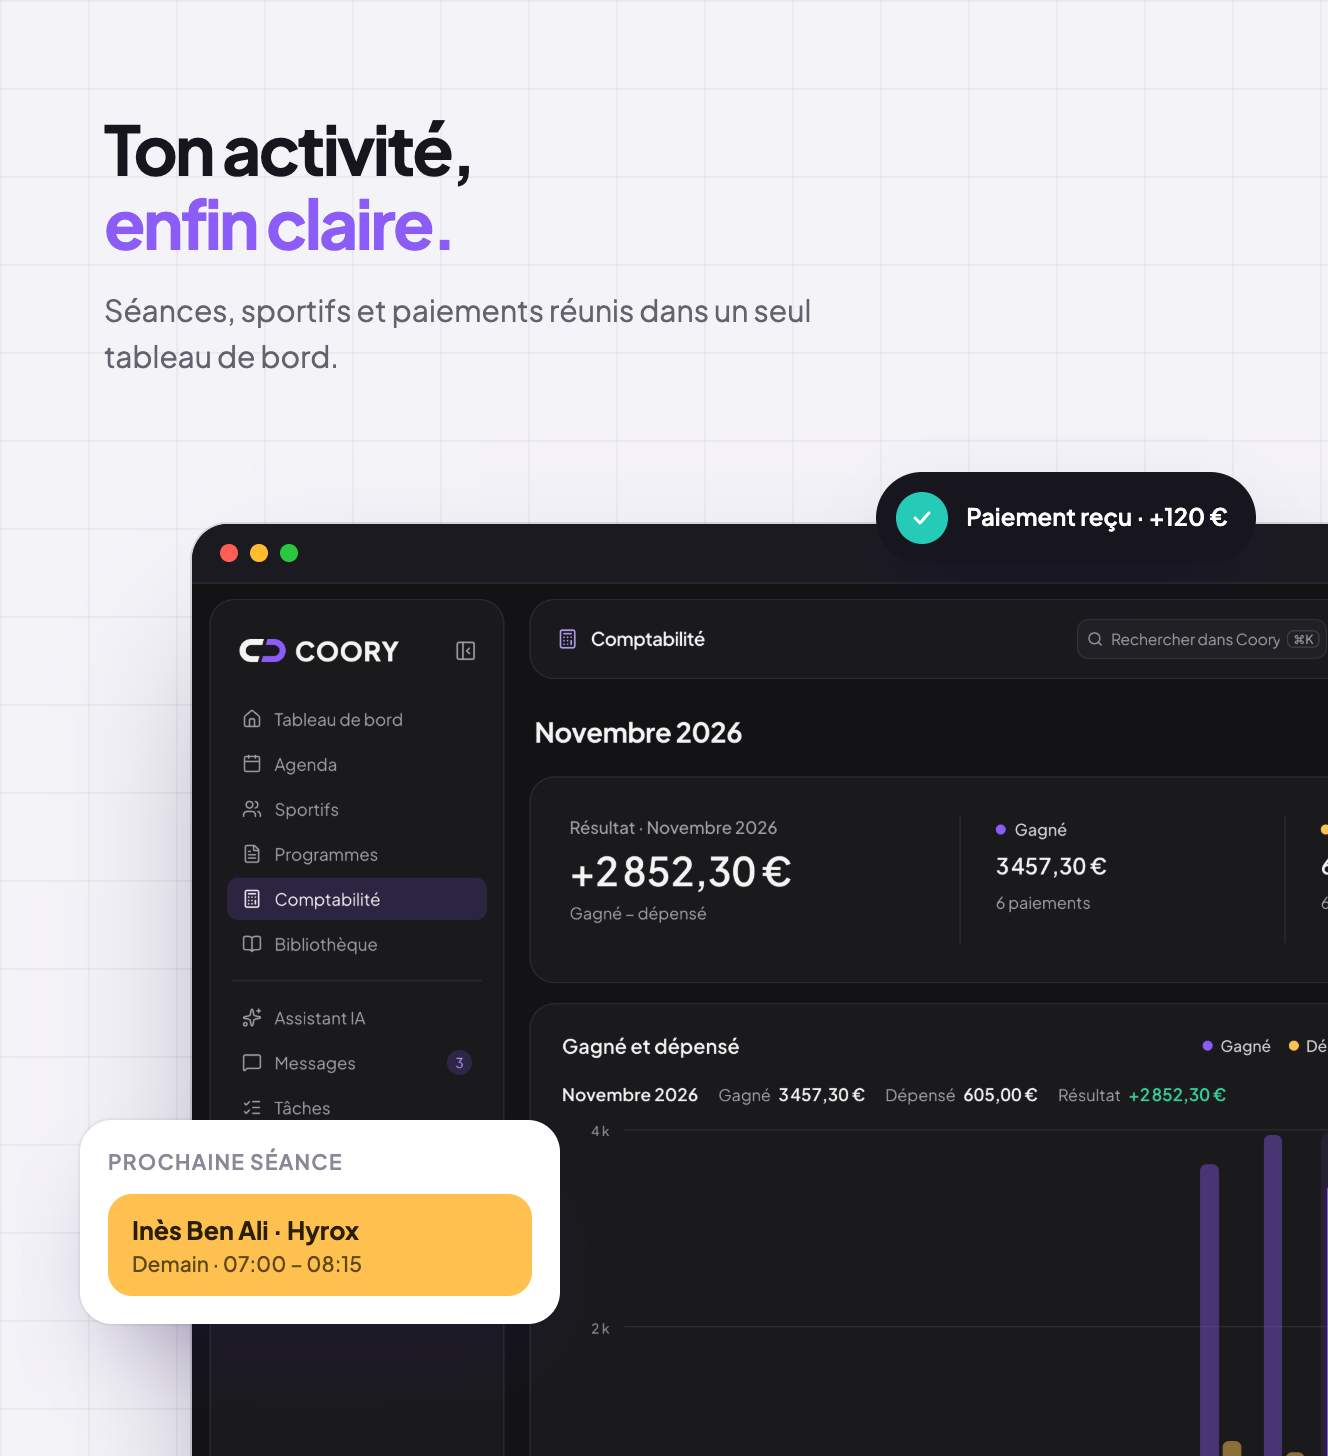 Ton activité,
enfin claire.
Séances, sportifs et paiements réunis dans un seul
tableau de bord.
Paiement reçu · +120 €
COORY
Tableau de bord
Agenda
Sportifs
Programmes
Comptabilité
Bibliothèque
Assistant IA
Messages 3
Tâches
PROCHAINE SÉANCE
Inès Ben Ali · Hyrox
Demain · 07:00 – 08:15
Comptabilité
Rechercher dans Coory ⌘K
Novembre 2026
Résultat · Novembre 2026
+2 852,30 €
Gagné – dépensé
Gagné
3 457,30 €
6 paiements
Gagné et dépensé
Gagné
Novembre 2026 Gagné 3 457,30 € Dépensé 605,00 € Résultat +2 852,30 €
4 k
2 k